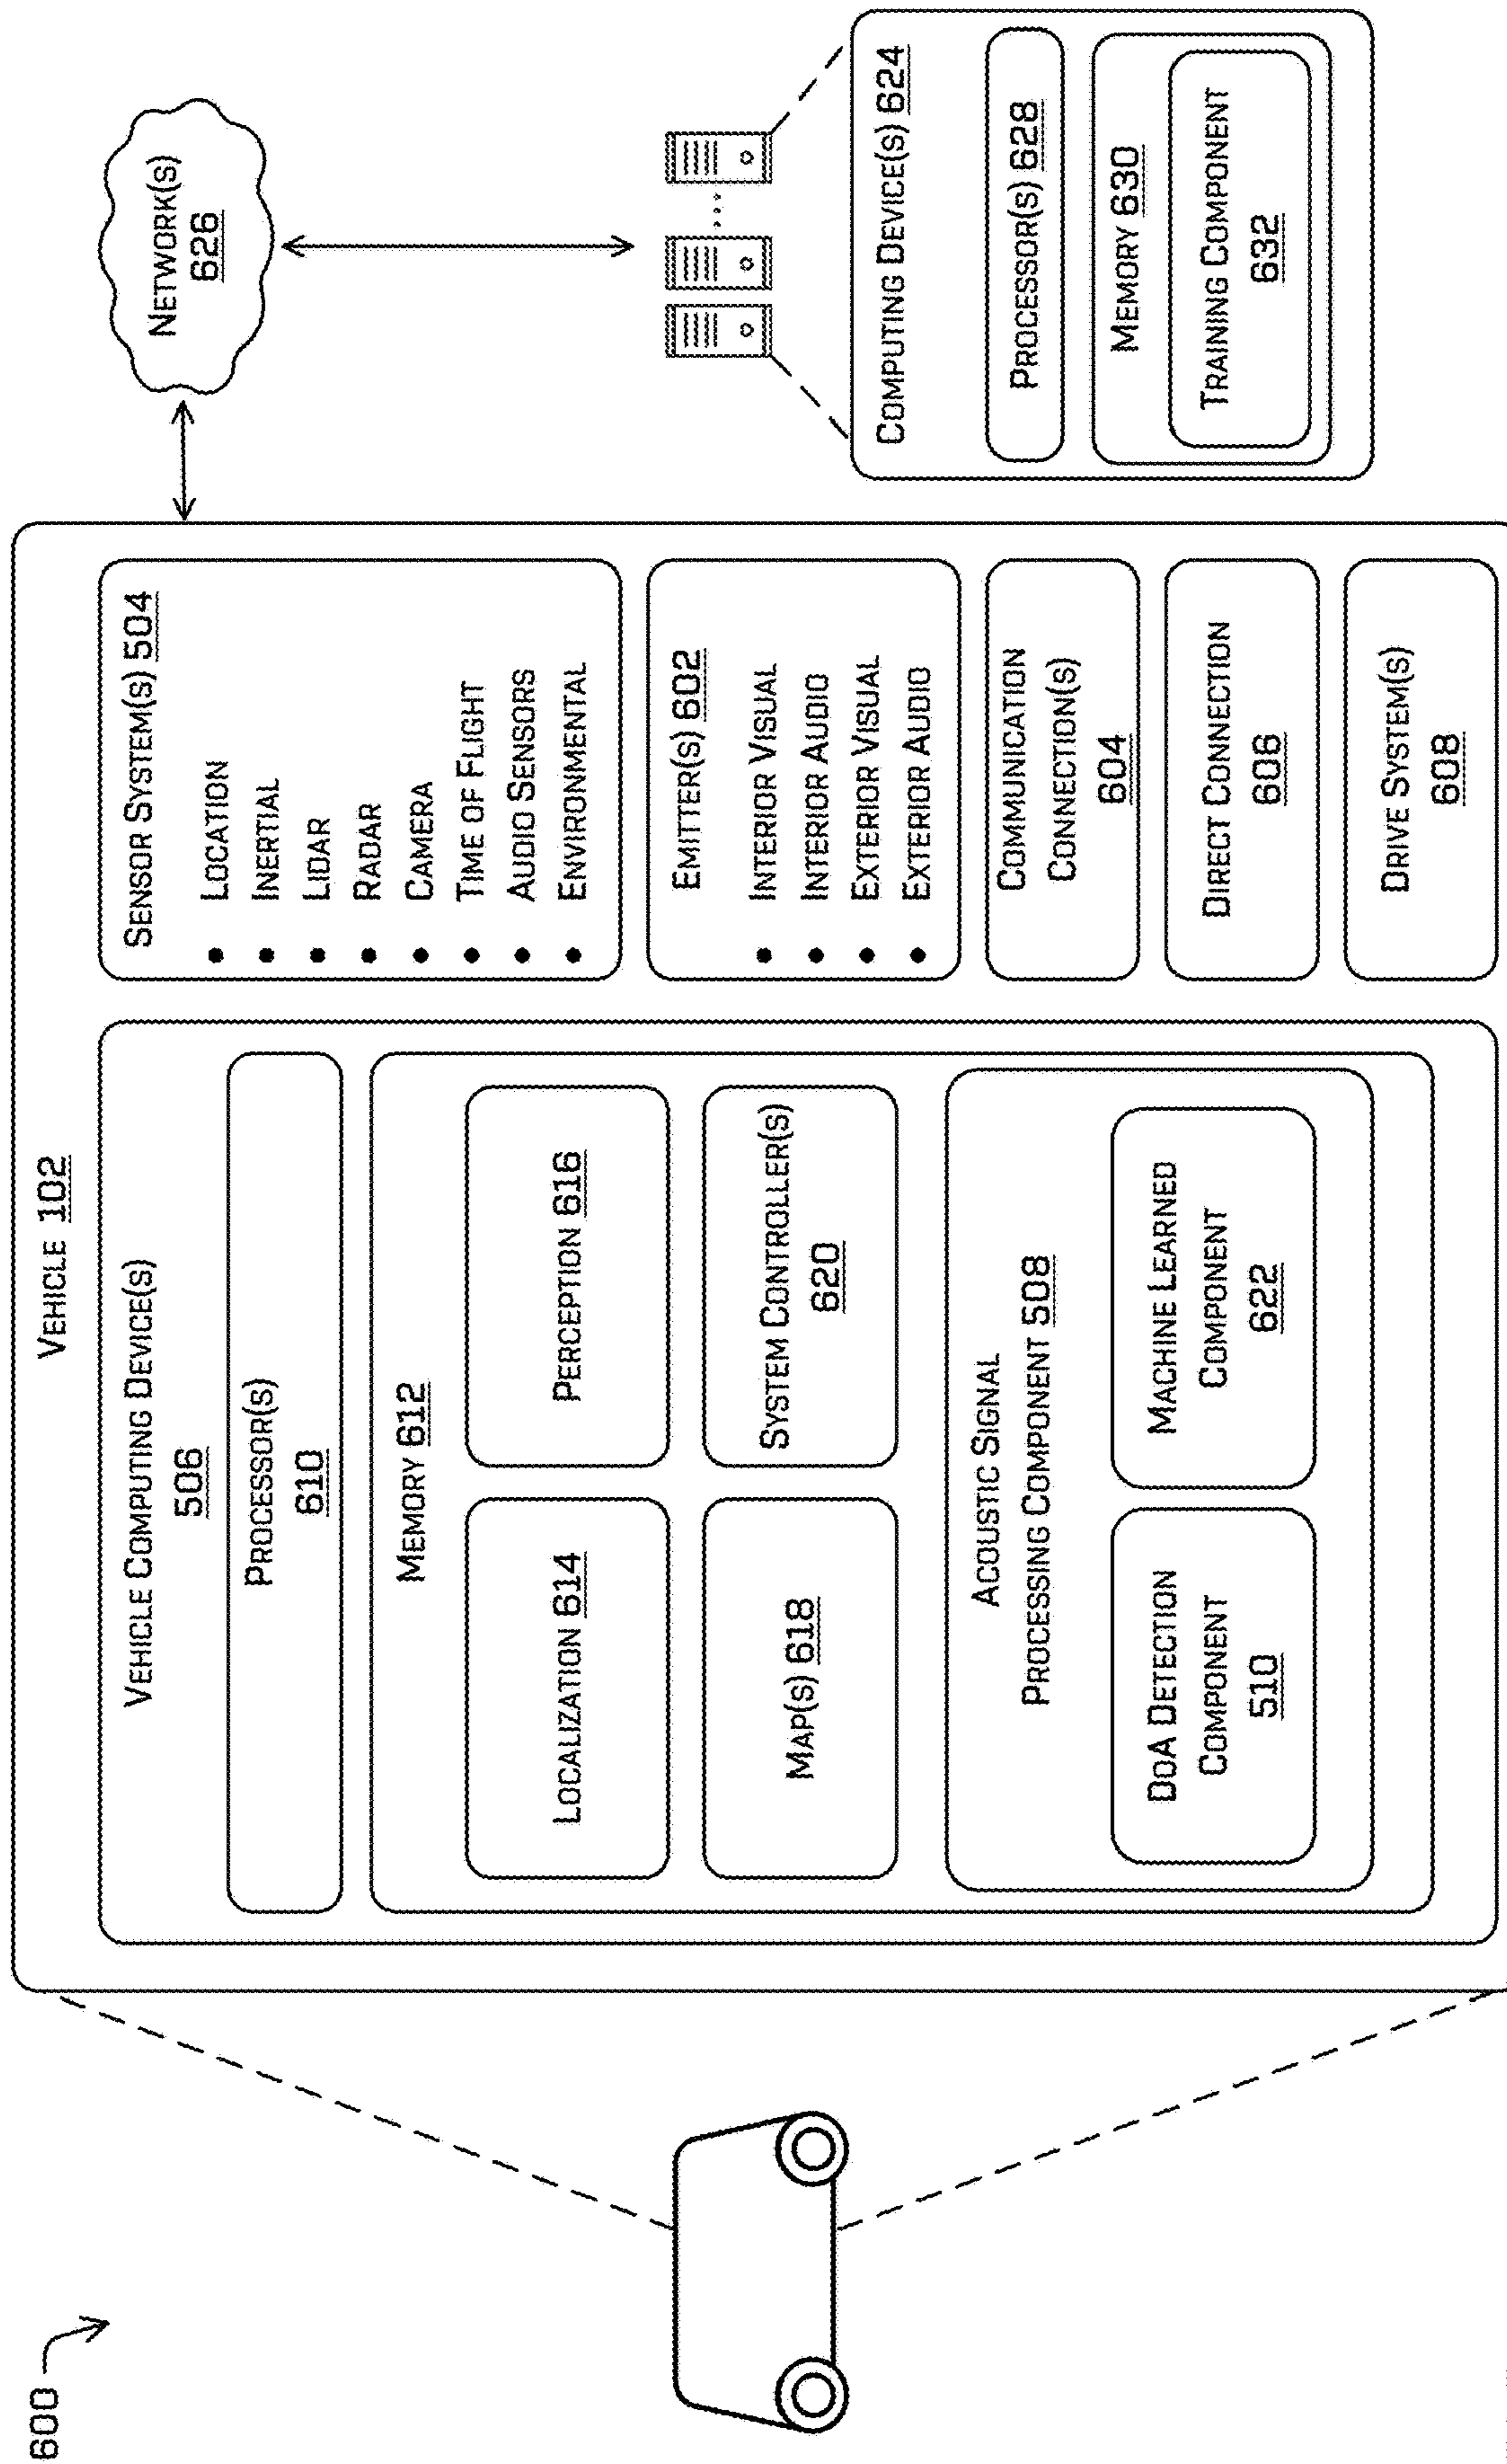 600
VEHICLE 102
VEHICLE COMPUTING DEVICE(S)
506
PROCESSOR(S)
610
MEMORY 612
LOCALIZATION 614
PERCEPTION 616
MAP(S) 618
SYSTEM CONTROLLER(S)
620
ACOUSTIC SIGNAL
PROCESSING COMPONENT 508
DOA DETECTION
COMPONENT
510
MACHINE LEARNED
COMPONENT
622
SENSOR SYSTEM(S) 504
• LOCATION
• INERTIAL
• LIDAR
• RADAR
• CAMERA
• TIME OF FLIGHT
• AUDIO SENSORS
• ENVIRONMENTAL
EMITTER(S) 602
• INTERIOR VISUAL
• INTERIOR AUDIO
• EXTERIOR VISUAL
• EXTERIOR AUDIO
COMMUNICATION
CONNECTION(S)
604
DIRECT CONNECTION
606
DRIVE SYSTEM(S)
608
NETWORK(S)
626
...
COMPUTING DEVICE(S) 624
PROCESSOR(S) 628
MEMORY 630
TRAINING COMPONENT
632